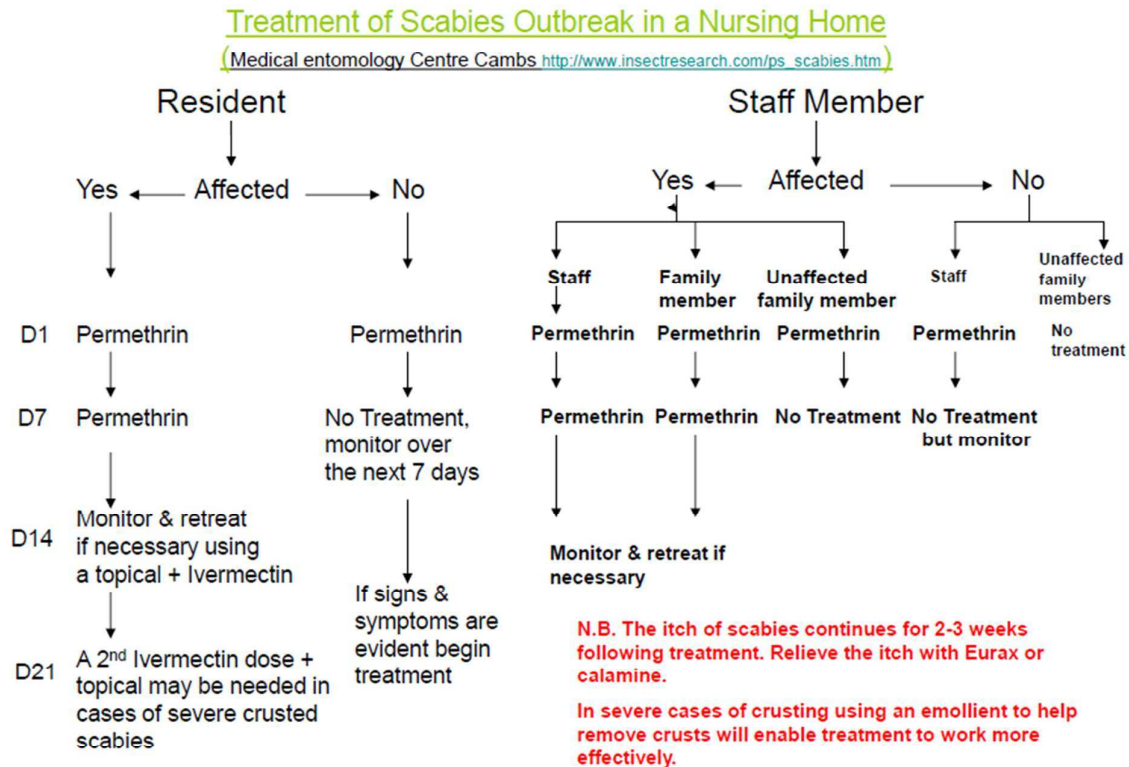 Treatment of Scabies Outbreak in a Nursing Home
(Medical entomology Centre Cambs http://www.insectresearch.com/ps_scabies.htm)
Resident
Yes
Affected
No
D1
Permethrin
Permethrin
D7
Permethrin
No Treatment,
monitor over
the next 7 days
D14
Monitor & retreat
if necessary using
a topical + Ivermectin
If signs &
symptoms are
evident begin
treatment
D21
A 2nd Ivermectin dose +
topical may be needed in
cases of severe crusted
scabies
Staff Member
Yes
Affected
No
Staff
Family
member
Unaffected
family member
Staff
Unaffected
family
members
Permethrin
Permethrin
Permethrin
Permethrin
No
treatment
Permethrin
Permethrin
No Treatment
No Treatment
but monitor
Monitor & retreat if
necessary
N.B. The itch of scabies continues for 2-3 weeks
following treatment. Relieve the itch with Eurax or
calamine.
In severe cases of crusting using an emollient to help
remove crusts will enable treatment to work more
effectively.